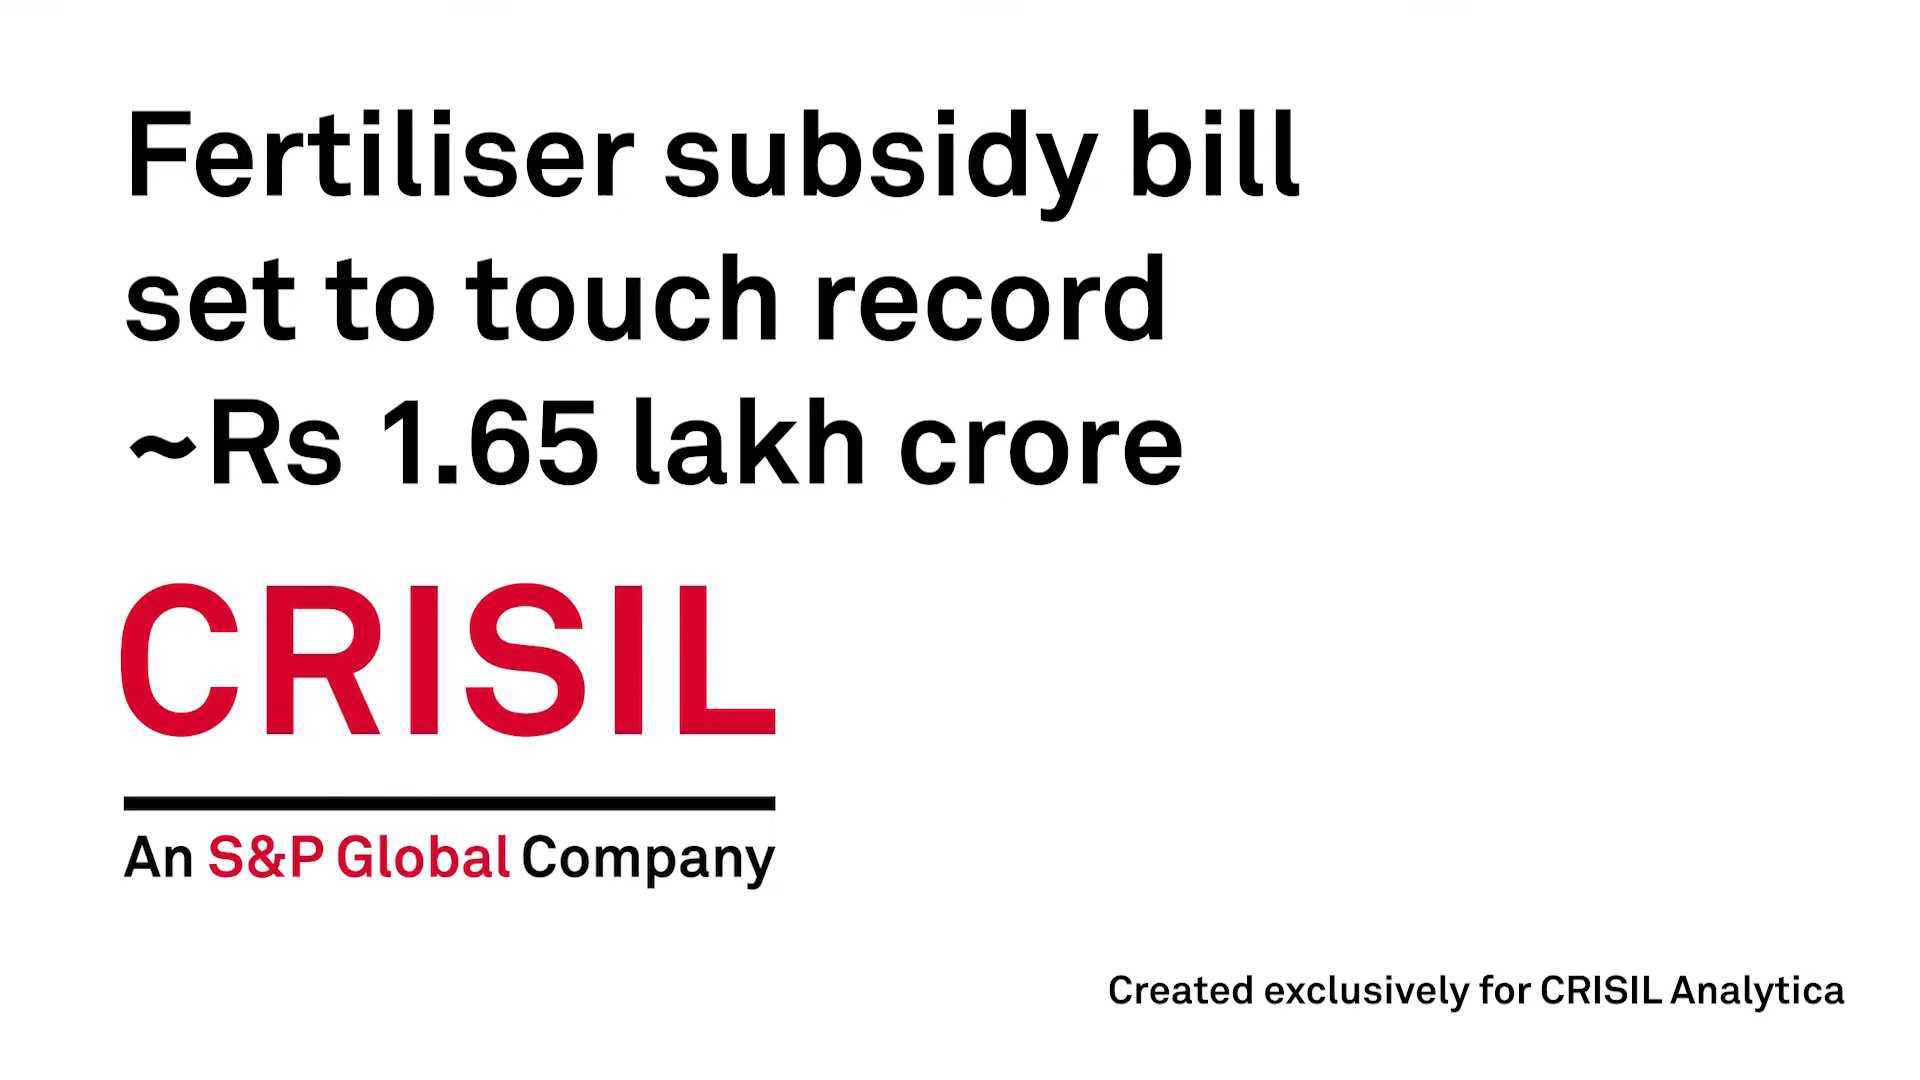 Fertiliser subsidy bill
set to touch record
~Rs 1.65 lakh crore
CRISIL
An S&P Global Company
Created exclusively for CRISIL Analytica